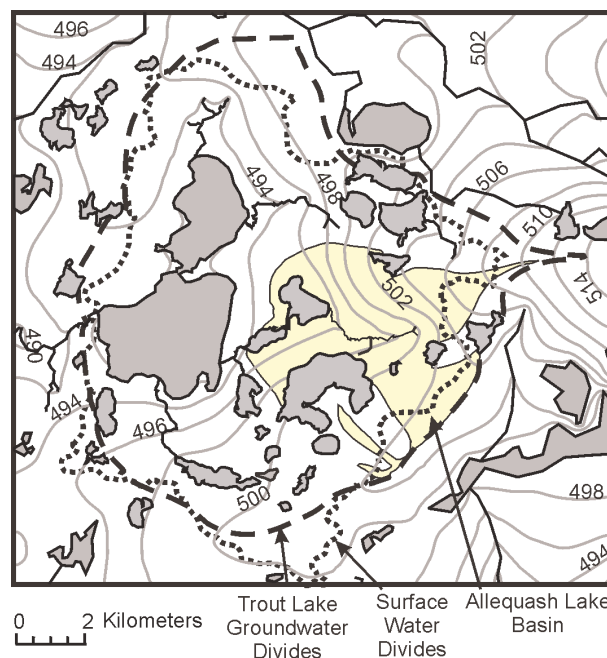 496
494
502
506
494
498
510
502
514
490
494
496
500
498
494
0 2 Kilometers
Trout Lake
Groundwater
Divides
Surface
Water
Divides
Allequash Lake
Basin